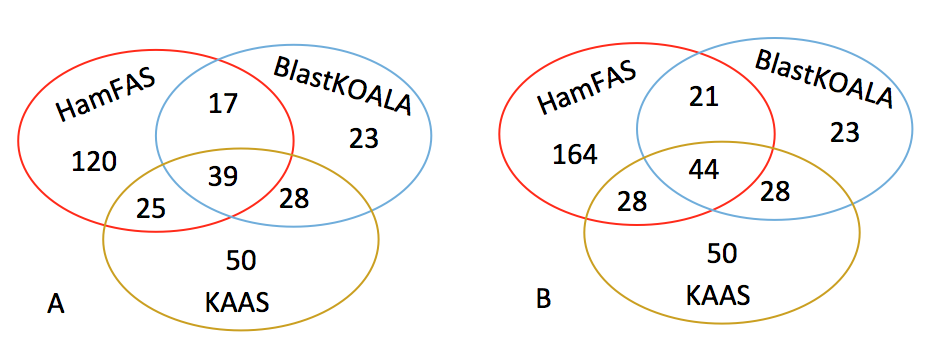 HamFAS
BlastKOALA
17
23
120
39
25
28
50
KAAS
A
HamFAS
BlastKOALA
21
23
164
44
28
28
50
KAAS
B